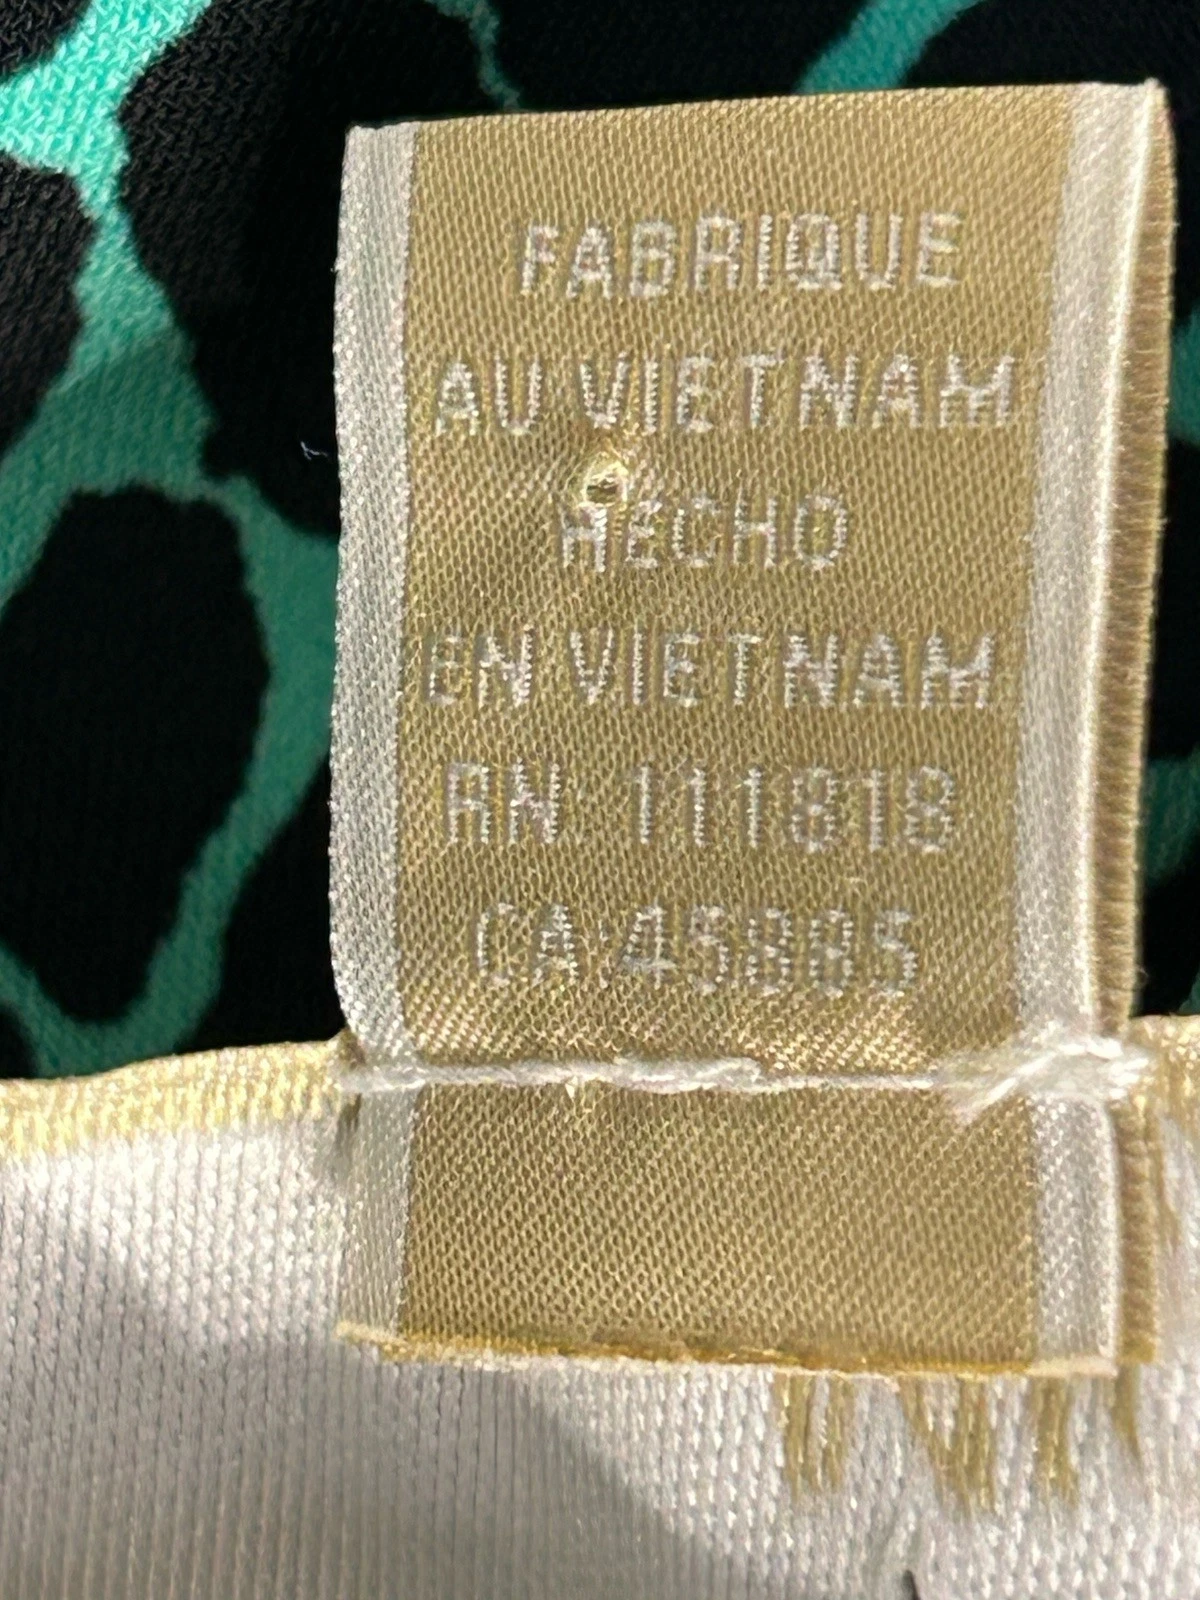 FABRIQUE
AU VIETNAM
HECHO
EN VIETNAM
RN. 111818
CA:45885